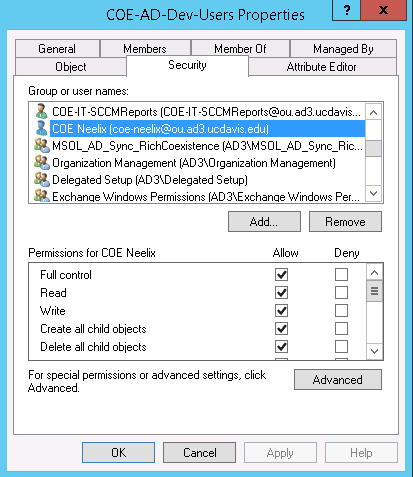 COE-AD-Dev-Users Properties
?
X
General
Members
Member Of
Managed By
Object
Security
Attribute Editor
Group or user names:
COE-IT-SCCMReports (COE-IT-SCCMReports@ou.ad3.ucdavis...
COE Neelix (coe-neelix@ou.ad3.ucdavis.edu)
MSOL_AD_Sync_RichCoexistence (AD3\MSOL_AD_Sync_Ric...
Organization Management (AD3\Organization Management)
Delegated Setup (AD3\Delegated Setup)
Exchange Windows Permissions (AD3\Exchange Windows Pe...
Add...
Remove
Permissions for COE Neelix
Allow
Deny
Full control
Read
Write
Create all child objects
Delete all child objects
For special permissions or advanced settings, click
Advanced.
Advanced
OK
Cancel
Apply
Help